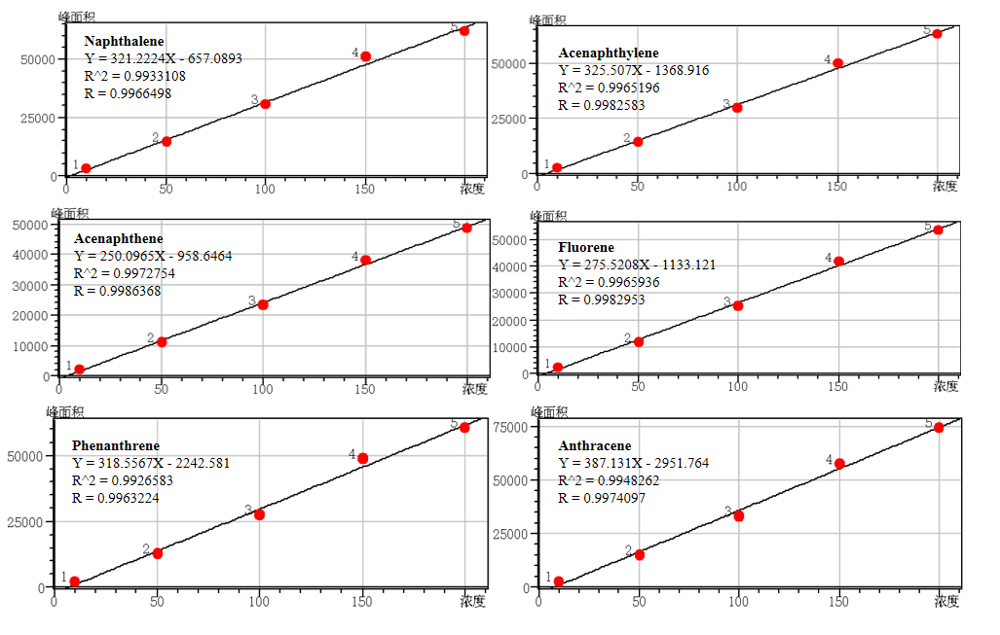 峰面积
Naphthalene
Y = 321.2224X - 657.0893
R^2 = 0.9933108
R = 0.9966498
50000
25000
0
1
2
3
4
5
0
50
100
150
浓度
峰面积
Acenaphthylene
Y = 325.507X - 1368.916
R^2 = 0.9965196
R = 0.9982583
50000
25000
0
1
2
3
4
5
0
50
100
150
浓度
峰面积
Acenaphthene
Y = 250.0965X - 958.6464
R^2 = 0.9972754
R = 0.9986368
50000
40000
30000
20000
10000
0
1
2
3
4
5
0
50
100
150
浓度
峰面积
Fluorene
Y = 275.5208X - 1133.121
R^2 = 0.9965936
R = 0.9982953
50000
40000
30000
20000
10000
0
1
2
3
4
5
0
50
100
150
浓度
峰面积
Phenanthrene
Y = 318.5567X - 2242.581
R^2 = 0.9926583
R = 0.9963224
50000
25000
0
1
2
3
4
5
0
50
100
150
浓度
峰面积
Anthracene
Y = 387.131X - 2951.764
R^2 = 0.9948262
R = 0.9974097
75000
50000
25000
0
1
2
3
4
5
0
50
100
150
浓度